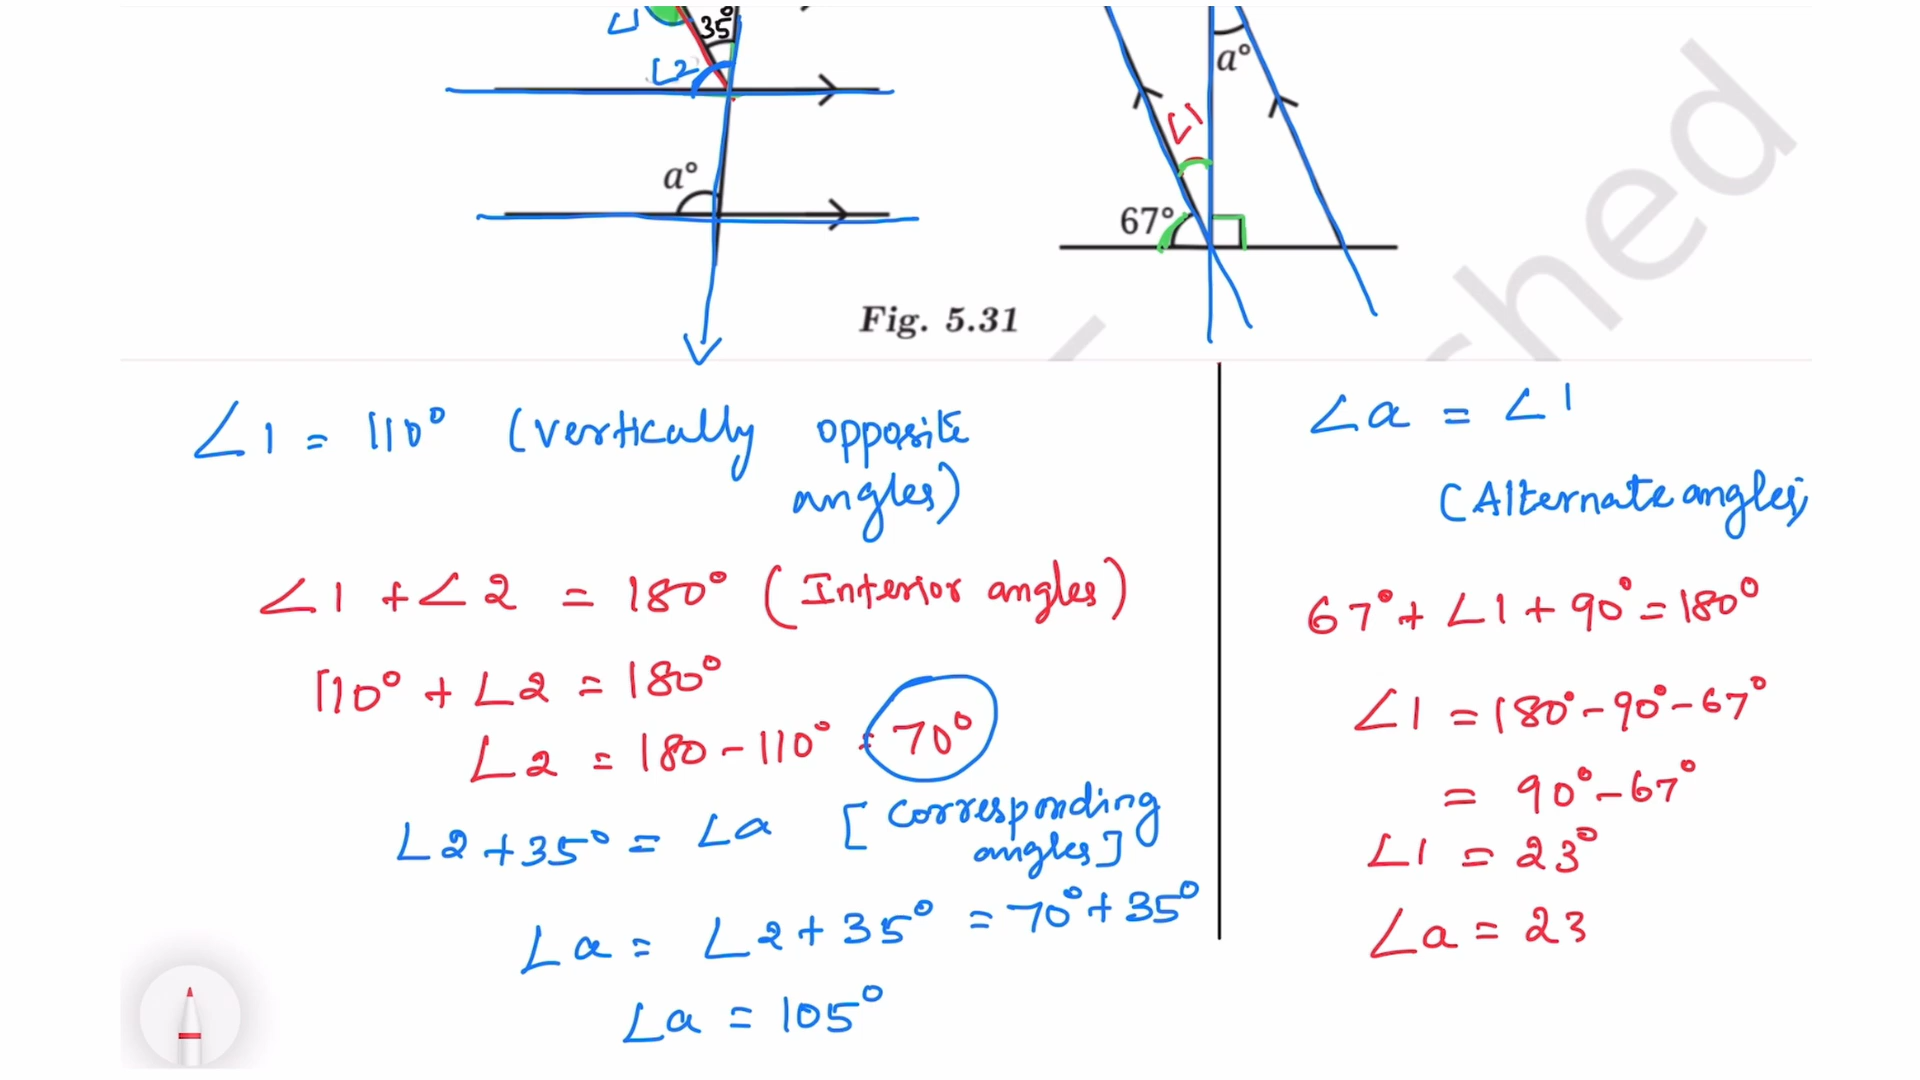 ∠1
35°
∠2
a°
a°
∠1
67°
Fig. 5.31
shed
∠1 = 110° (vertically opposite
angles)
∠1 + ∠2 = 180° (Interior angles)
110° + ∠2 = 180°
∠2 = 180 - 110° = 70°
∠2 + 35° = ∠a [Corresponding
angles]
∠a = ∠2 + 35° = 70° + 35°
∠a = 105°
∠a = ∠1
(Alternate angles)
67° + ∠1 + 90° = 180°
∠1 = 180° - 90° - 67°
= 90° - 67°
∠1 = 23°
∠a = 23